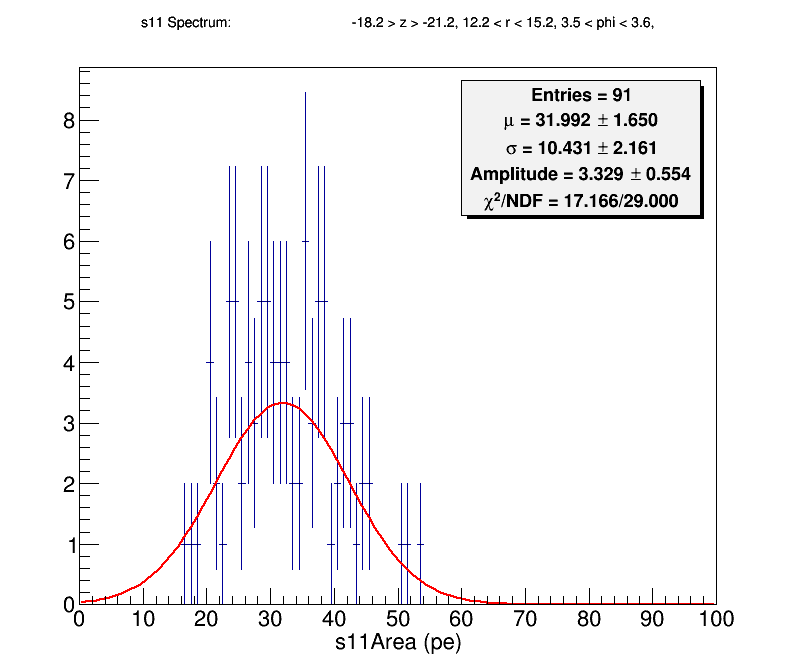 s11 Spectrum: -18.2 > z > -21.2, 12.2 < r < 15.2, 3.5 < phi < 3.6,
Entries = 91
μ = 31.992 ± 1.650
σ = 10.431 ± 2.161
Amplitude = 3.329 ± 0.554
χ²/NDF = 17.166/29.000
8
7
6
5
4
3
2
1
0
0 10 20 30 40 50 60 70 80 90 100
s11Area (pe)